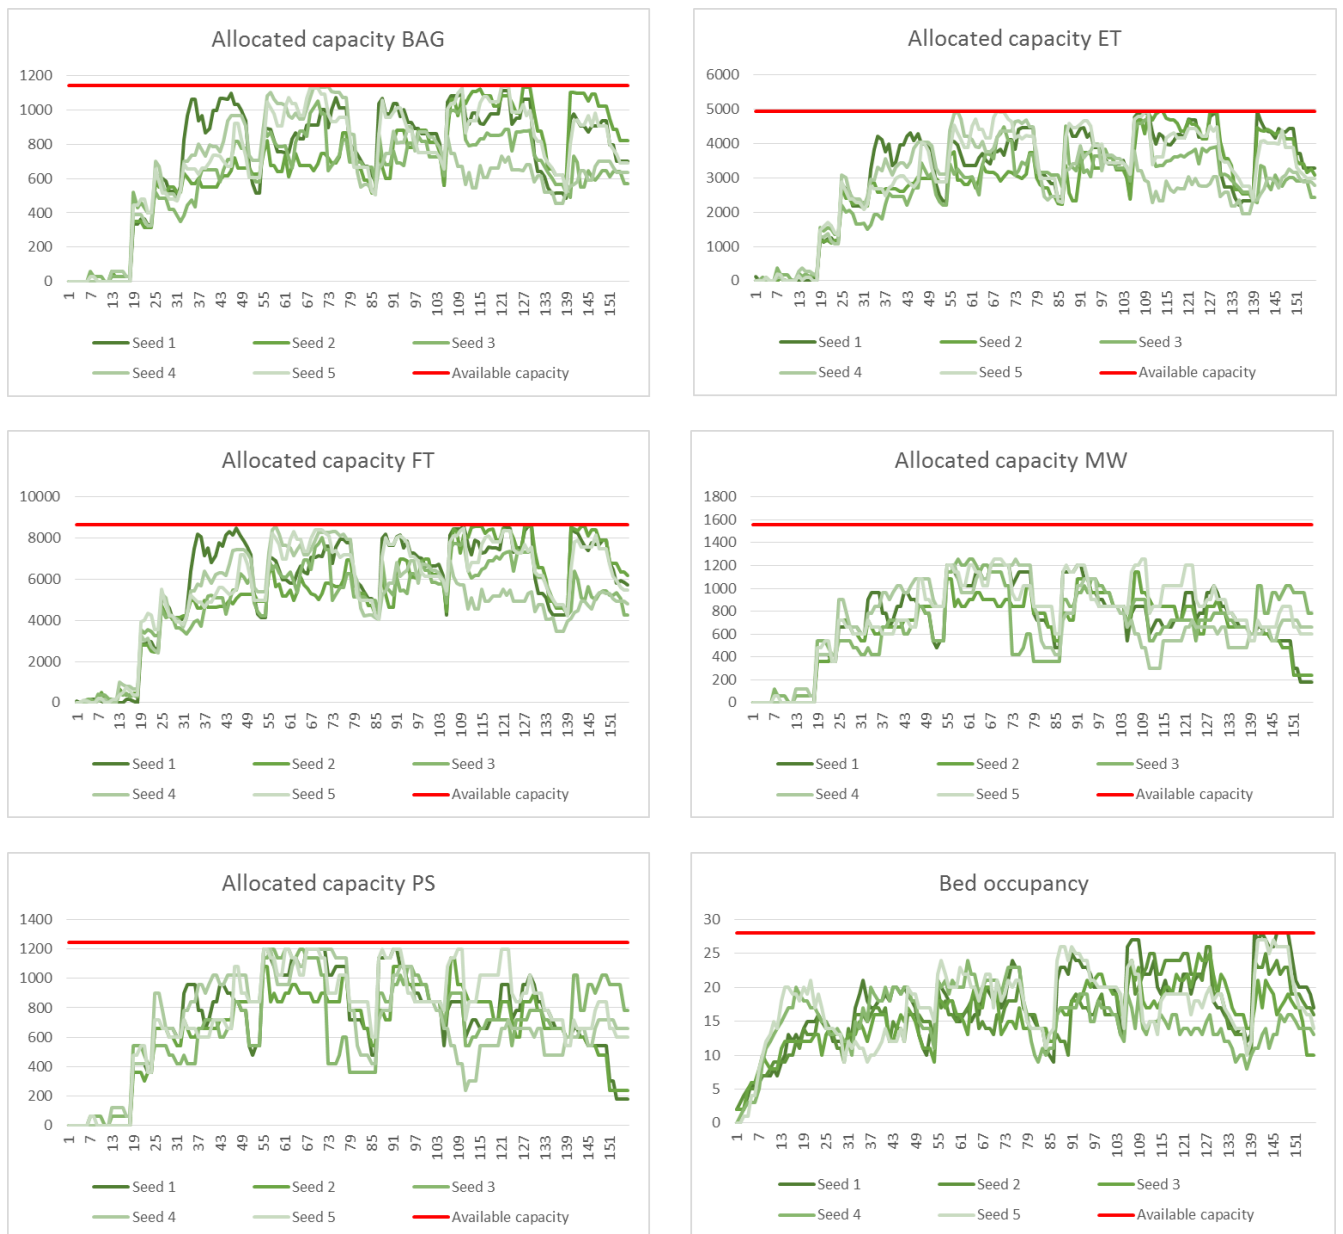 Allocated capacity BAG
1200
1000
800
600
400
200
0
1 7 13 19 25 31 37 43 49 55 61 67 73 79 85 91 97 103 109 115 121 127 133 139 145 151
Seed 1 Seed 2 Seed 3
Seed 4 Seed 5 Available capacity
Allocated capacity ET
6000
5000
4000
3000
2000
1000
0
1 7 13 19 25 31 37 43 49 55 61 67 73 79 85 91 97 103 109 115 121 127 133 139 145 151
Seed 1 Seed 2 Seed 3
Seed 4 Seed 5 Available capacity
Allocated capacity FT
10000
8000
6000
4000
2000
0
1 7 13 19 25 31 37 43 49 55 61 67 73 79 85 91 97 103 109 115 121 127 133 139 145 151
Seed 1 Seed 2 Seed 3
Seed 4 Seed 5 Available capacity
Allocated capacity MW
1800
1600
1400
1200
1000
800
600
400
200
0
1 7 13 19 25 31 37 43 49 55 61 67 73 79 85 91 97 103 109 115 121 127 133 139 145 151
Seed 1 Seed 2 Seed 3
Seed 4 Seed 5 Available capacity
Allocated capacity PS
1400
1200
1000
800
600
400
200
0
1 7 13 19 25 31 37 43 49 55 61 67 73 79 85 91 97 103 109 115 121 127 133 139 145 151
Seed 1 Seed 2 Seed 3
Seed 4 Seed 5 Available capacity
Bed occupancy
30
25
20
15
10
5
0
1 7 13 19 25 31 37 43 49 55 61 67 73 79 85 91 97 103 109 115 121 127 133 139 145 151
Seed 1 Seed 2 Seed 3
Seed 4 Seed 5 Available capacity